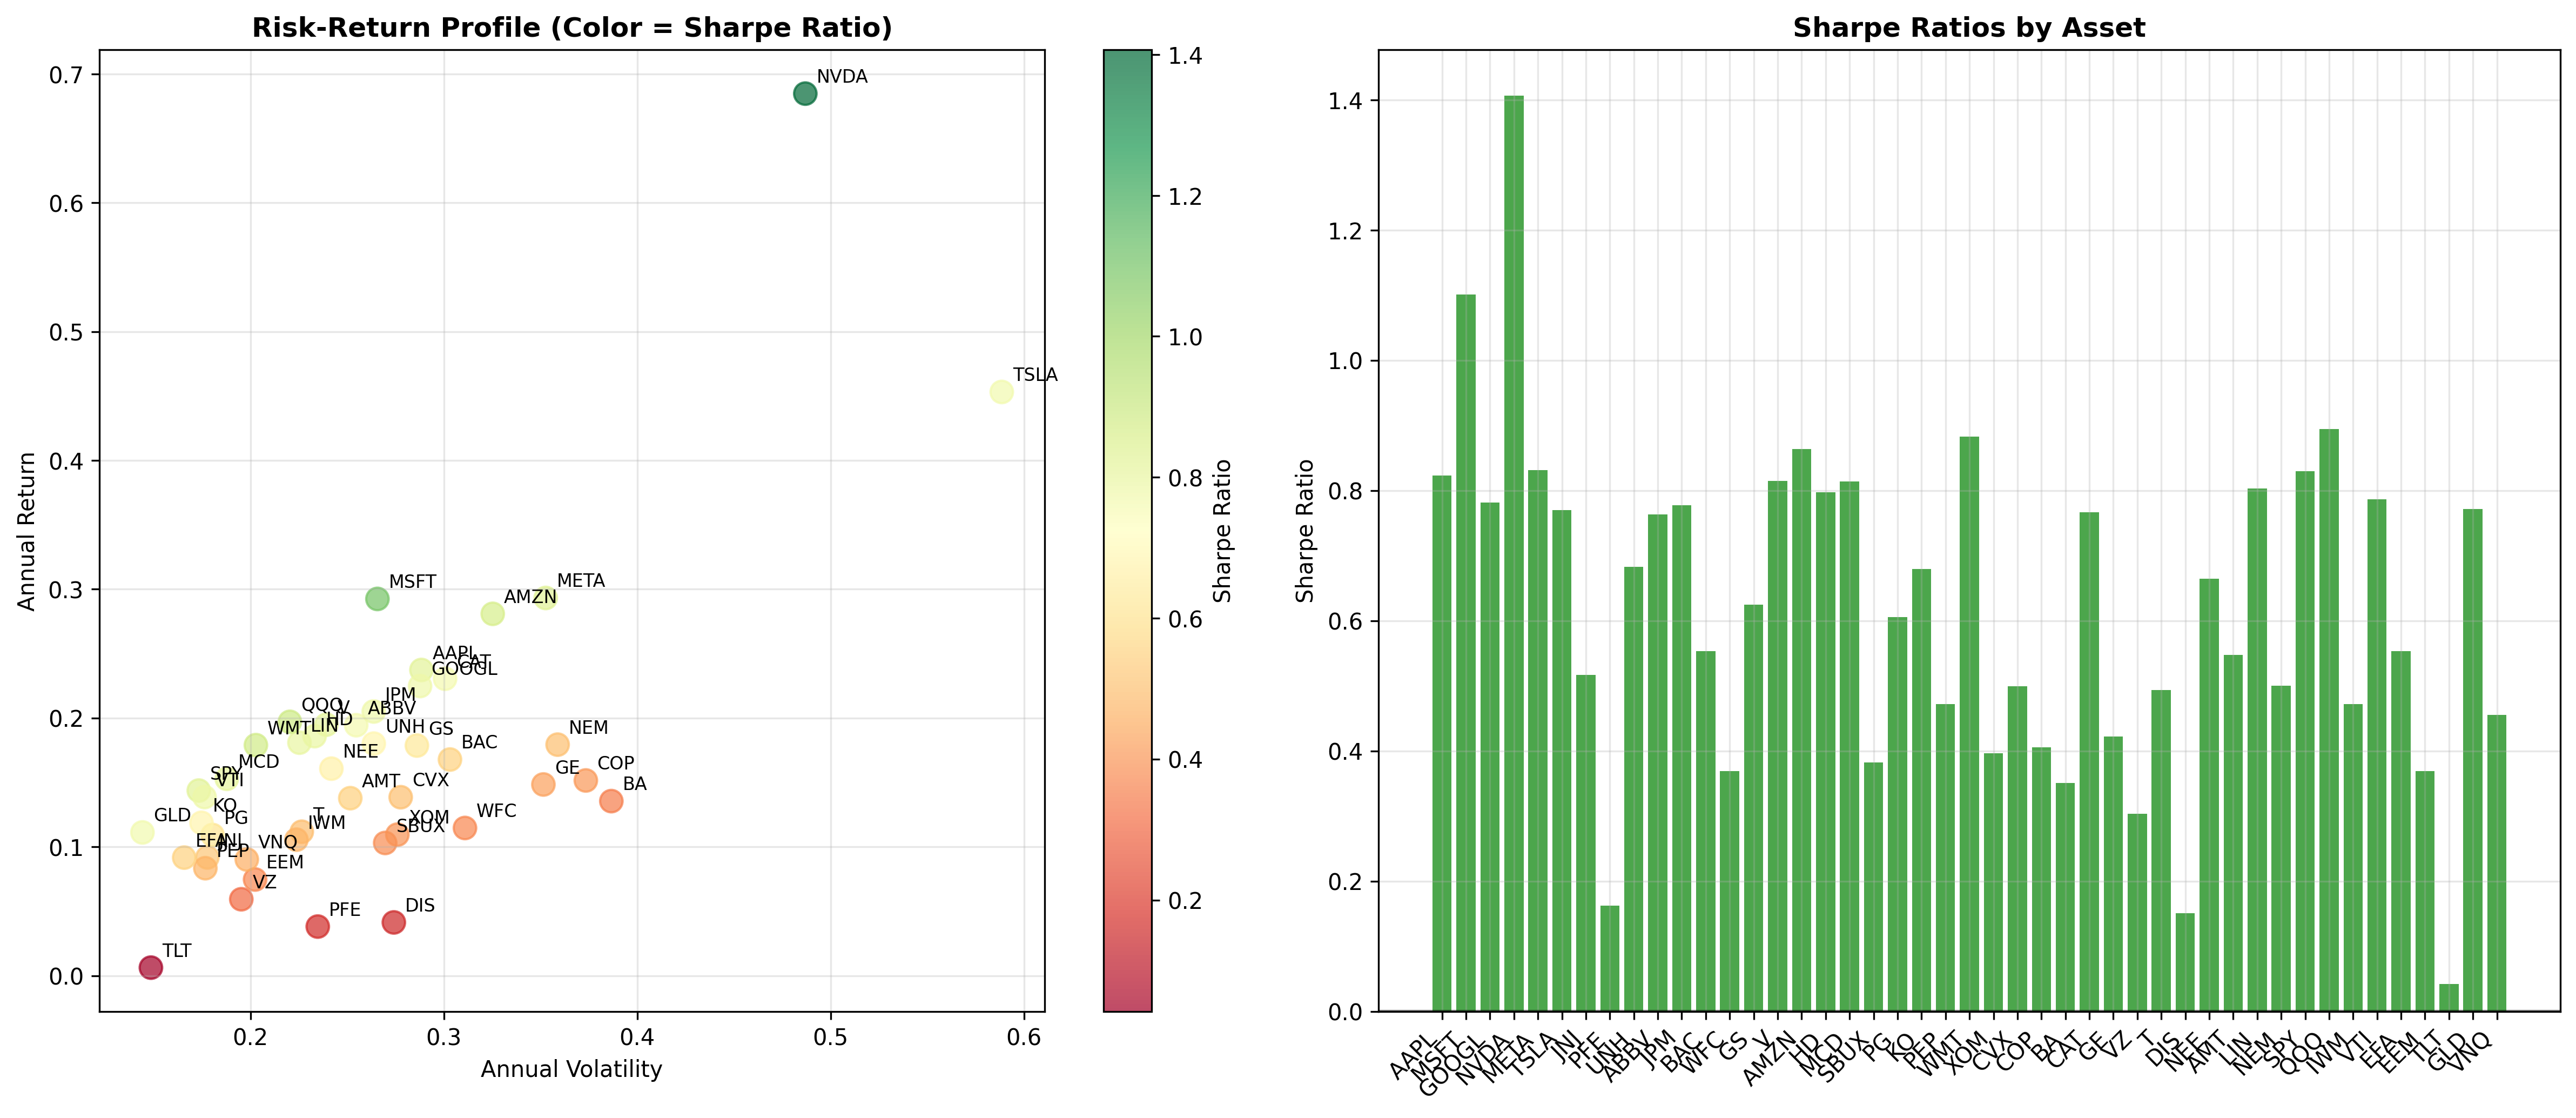 Risk-Return Profile (Color = Sharpe Ratio)
0.7
0.6
0.5
0.4
0.3
0.2
0.1
0.0
Annual Return
NVDA
TSLA
MSFT
META
AMZN
AAPL
CAT
GOOGL
JPM
QQQ
V
ABBV
HD
WMT
LIN
UNH
GS
NEM
BAC
NEE
MCD
SPY
VTI
AMT
CVX
GE
COP
BA
KO
GLD
PG
T
IWM
XOM
SBUX
WFC
EFA
JNJ
VNQ
PEP
EEM
VZ
PFE
DIS
TLT
0.2
0.3
0.4
0.5
0.6
Annual Volatility
1.4
1.2
1.0
0.8
0.6
0.4
0.2
Sharpe Ratio
Sharpe Ratios by Asset
1.4
1.2
1.0
0.8
0.6
0.4
0.2
0.0
Sharpe Ratio
AAPL
MSFT
GOOGL
NVDA
META
TSLA
JNJ
PFE
UNH
ABBV
JPM
BAC
WFC
GS
V
AMZN
HD
MCD
SBUX
PG
KO
PEP
WMT
XOM
CVX
COP
BA
CAT
GE
VZ
T
DIS
NEE
AMT
LIN
NEM
SPY
QQQ
IWM
VTI
EFA
EEM
TLT
GLD
VNQ